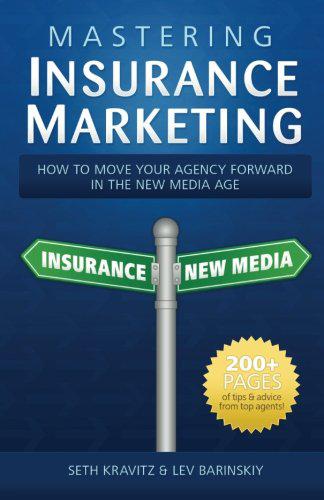 MASTERING
INSURANCE
MARKETING
HOW TO MOVE YOUR AGENCY FORWARD
IN THE NEW MEDIA AGE
INSURANCE
NEW MEDIA
200+
PAGES
of tips & advice
from top agents!
SETH KRAVITZ & LEV BARINSKIY